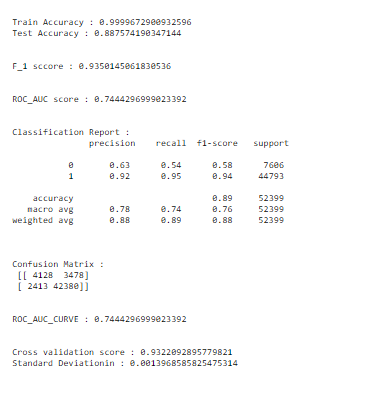 Train Accuracy : 0.9999672900932596
Test Accuracy : 0.887574190347144
F_1 sccore : 0.9350145061830536
ROC_AUC score : 0.7444296999023392
Classification Report :
precision recall f1-score support
0 0.63 0.54 0.58 7606
1 0.92 0.95 0.94 44793
accuracy 0.89 52399
macro avg 0.78 0.74 0.76 52399
weighted avg 0.88 0.89 0.88 52399
Confusion Matrix :
[[ 4128 3478]
[ 2413 42380]]
ROC_AUC_CURVE : 0.7444296999023392
Cross validation score : 0.9322092895779821
Standard Deviationin : 0.0013968585825475314